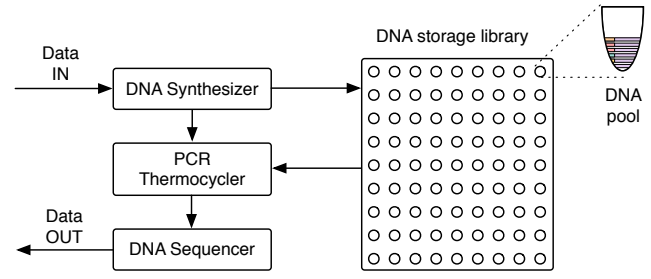 Data
IN
DNA Synthesizer
PCR
Thermocycler
Data
OUT
DNA Sequencer
DNA storage library
DNA
pool